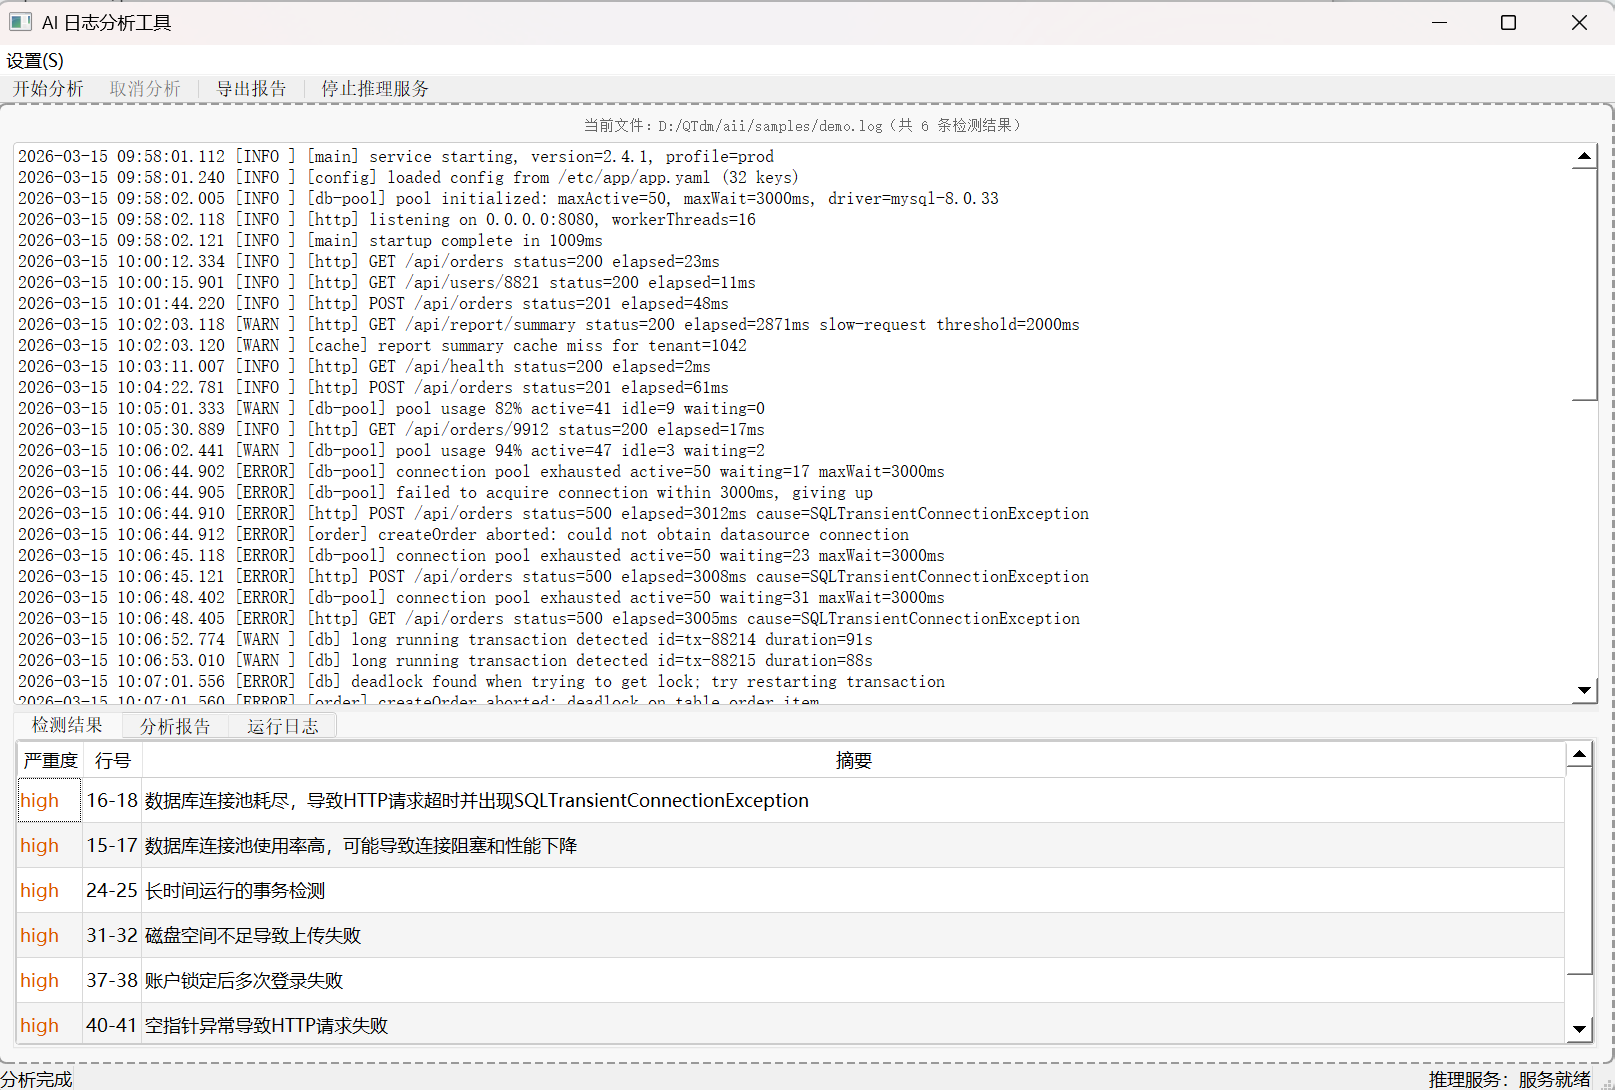 AI 日志分析工具
设置(S)
开始分析 取消分析 导出报告 停止推理服务
当前文件：D:/QTdm/aii/samples/demo.log（共 6 条检测结果）
2026-03-15 09:58:01.112 [INFO ] [main] service starting, version=2.4.1, profile=prod
2026-03-15 09:58:01.240 [INFO ] [config] loaded config from /etc/app/app.yaml (32 keys)
2026-03-15 09:58:02.005 [INFO ] [db-pool] pool initialized: maxActive=50, maxWait=3000ms, driver=mysql-8.0.33
2026-03-15 09:58:02.118 [INFO ] [http] listening on 0.0.0.0:8080, workerThreads=16
2026-03-15 09:58:02.121 [INFO ] [main] startup complete in 1009ms
2026-03-15 10:00:12.334 [INFO ] [http] GET /api/orders status=200 elapsed=23ms
2026-03-15 10:00:15.901 [INFO ] [http] GET /api/users/8821 status=200 elapsed=11ms
2026-03-15 10:01:44.220 [INFO ] [http] POST /api/orders status=201 elapsed=48ms
2026-03-15 10:02:03.118 [WARN ] [http] GET /api/report/summary status=200 elapsed=2871ms slow-request threshold=2000ms
2026-03-15 10:02:03.120 [WARN ] [cache] report summary cache miss for tenant=1042
2026-03-15 10:03:11.007 [INFO ] [http] GET /api/health status=200 elapsed=2ms
2026-03-15 10:04:22.781 [INFO ] [http] POST /api/orders status=201 elapsed=61ms
2026-03-15 10:05:01.333 [WARN ] [db-pool] pool usage 82% active=41 idle=9 waiting=0
2026-03-15 10:05:30.889 [INFO ] [http] GET /api/orders/9912 status=200 elapsed=17ms
2026-03-15 10:06:02.441 [WARN ] [db-pool] pool usage 94% active=47 idle=3 waiting=2
2026-03-15 10:06:44.902 [ERROR] [db-pool] connection pool exhausted active=50 waiting=17 maxWait=3000ms
2026-03-15 10:06:44.905 [ERROR] [db-pool] failed to acquire connection within 3000ms, giving up
2026-03-15 10:06:44.910 [ERROR] [http] POST /api/orders status=500 elapsed=3012ms cause=SQLTransientConnectionException
2026-03-15 10:06:44.912 [ERROR] [order] createOrder aborted: could not obtain datasource connection
2026-03-15 10:06:45.118 [ERROR] [db-pool] connection pool exhausted active=50 waiting=23 maxWait=3000ms
2026-03-15 10:06:45.121 [ERROR] [http] POST /api/orders status=500 elapsed=3008ms cause=SQLTransientConnectionException
2026-03-15 10:06:48.402 [ERROR] [db-pool] connection pool exhausted active=50 waiting=31 maxWait=3000ms
2026-03-15 10:06:48.405 [ERROR] [http] GET /api/orders status=500 elapsed=3005ms cause=SQLTransientConnectionException
2026-03-15 10:06:52.774 [WARN ] [db] long running transaction detected id=tx-88214 duration=91s
2026-03-15 10:06:53.010 [WARN ] [db] long running transaction detected id=tx-88215 duration=88s
2026-03-15 10:07:01.556 [ERROR] [db] deadlock found when trying to get lock; try restarting transaction
2026-03-15 10:07:01.560 [ERROR] [order] createOrder aborted: deadlock on table order_item
检测结果 分析报告 运行日志
严重度 行号 摘要
high 16-18 数据库连接池耗尽，导致HTTP请求超时并出现SQLTransientConnectionException
high 15-17 数据库连接池使用率高，可能导致连接阻塞和性能下降
high 24-25 长时间运行的事务检测
high 31-32 磁盘空间不足导致上传失败
high 37-38 账户锁定后多次登录失败
high 40-41 空指针异常导致HTTP请求失败
分析完成 推理服务：服务就绪